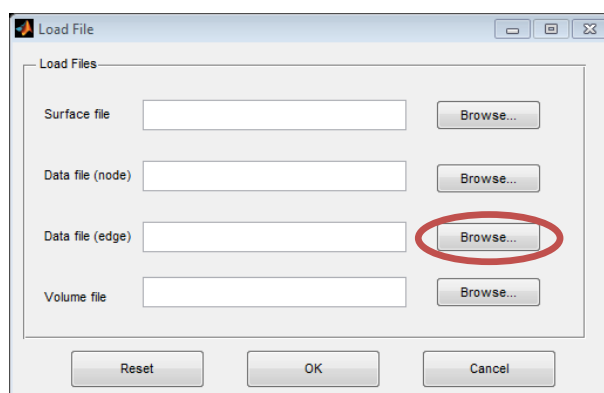 Load File
Load Files
Surface file Browse...
Data file (node) Browse...
Data file (edge) Browse...
Volume file Browse...
Reset OK Cancel